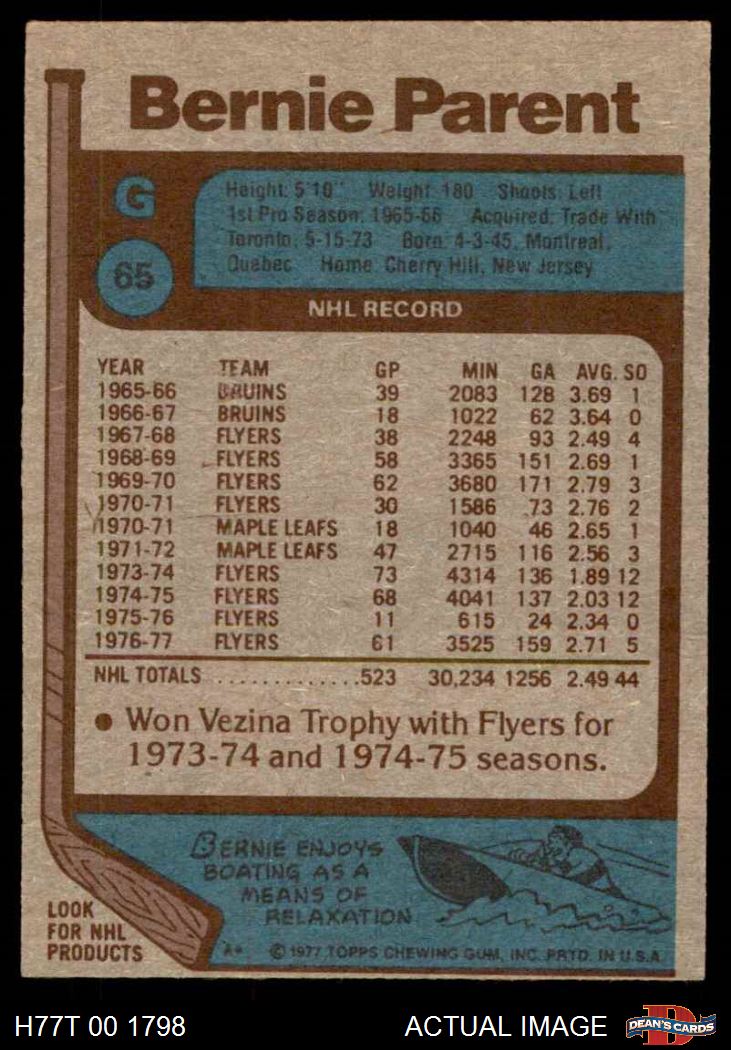 Bernie Parent
G
65
Height: 5'10" Weight: 180 Shoots: Left
1st Pro Season: 1965-66 Acquired: Trade With
Toronto, 5-15-73 Born: 4-3-45, Montreal,
Quebec Home: Cherry Hill, New Jersey
NHL RECORD
YEAR TEAM GP MIN GA AVG. SO
1965-66 BRUINS 39 2083 128 3.69 1
1966-67 BRUINS 18 1022 62 3.64 0
1967-68 FLYERS 38 2248 93 2.49 4
1968-69 FLYERS 58 3365 151 2.69 1
1969-70 FLYERS 62 3680 171 2.79 3
1970-71 FLYERS 30 1586 73 2.76 2
1970-71 MAPLE LEAFS 18 1040 46 2.65 1
1971-72 MAPLE LEAFS 47 2715 116 2.56 3
1973-74 FLYERS 73 4314 136 1.89 12
1974-75 FLYERS 68 4041 137 2.03 12
1975-76 FLYERS 11 615 24 2.34 0
1976-77 FLYERS 61 3525 159 2.71 5
NHL TOTALS .............523 30,234 1256 2.49 44
• Won Vezina Trophy with Flyers for
1973-74 and 1974-75 seasons.
BERNIE ENJOYS
BOATING AS A
MEANS OF
RELAXATION
LOOK
FOR NHL
PRODUCTS
A* © 1977 TOPPS CHEWING GUM, INC. PRTD. IN U.S.A.
H77T 00 1798 ACTUAL IMAGE
D
DEAN'S CARDS